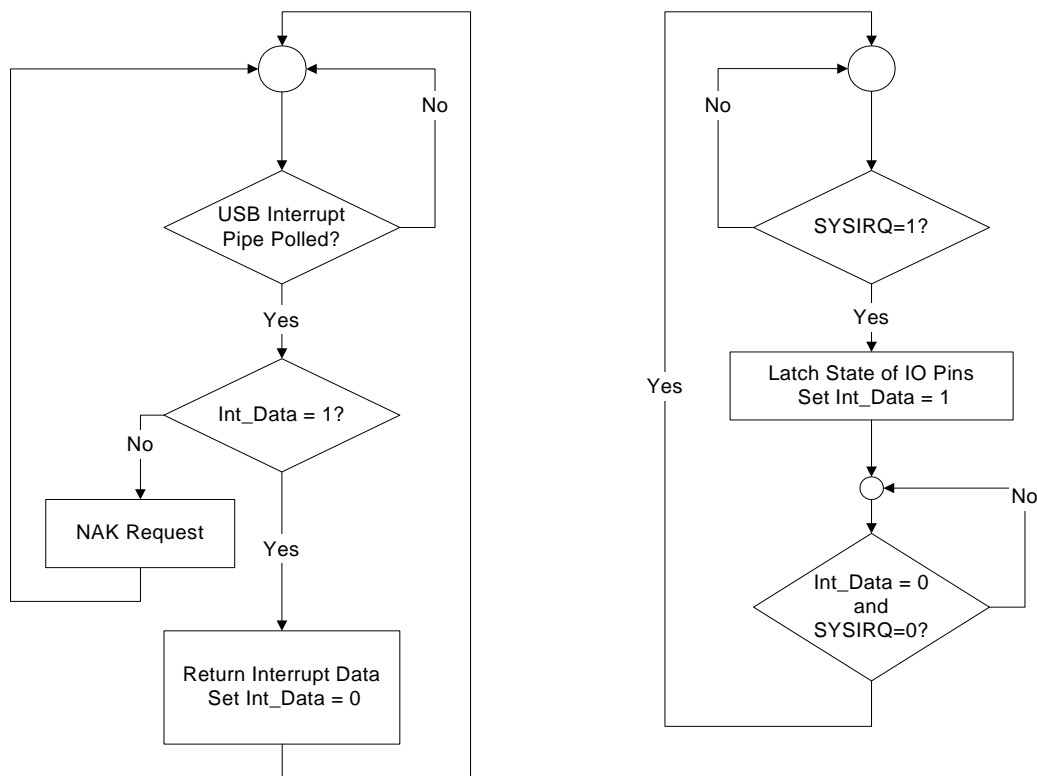 No
USB Interrupt
Pipe Polled?
Yes
Int_Data = 1?
No
NAK Request
Yes
Return Interrupt Data
Set Int_Data = 0
No
SYSIRQ=1?
Yes
Yes
Latch State of IO Pins
Set Int_Data = 1
No
Int_Data = 0
and
SYSIRQ=0?